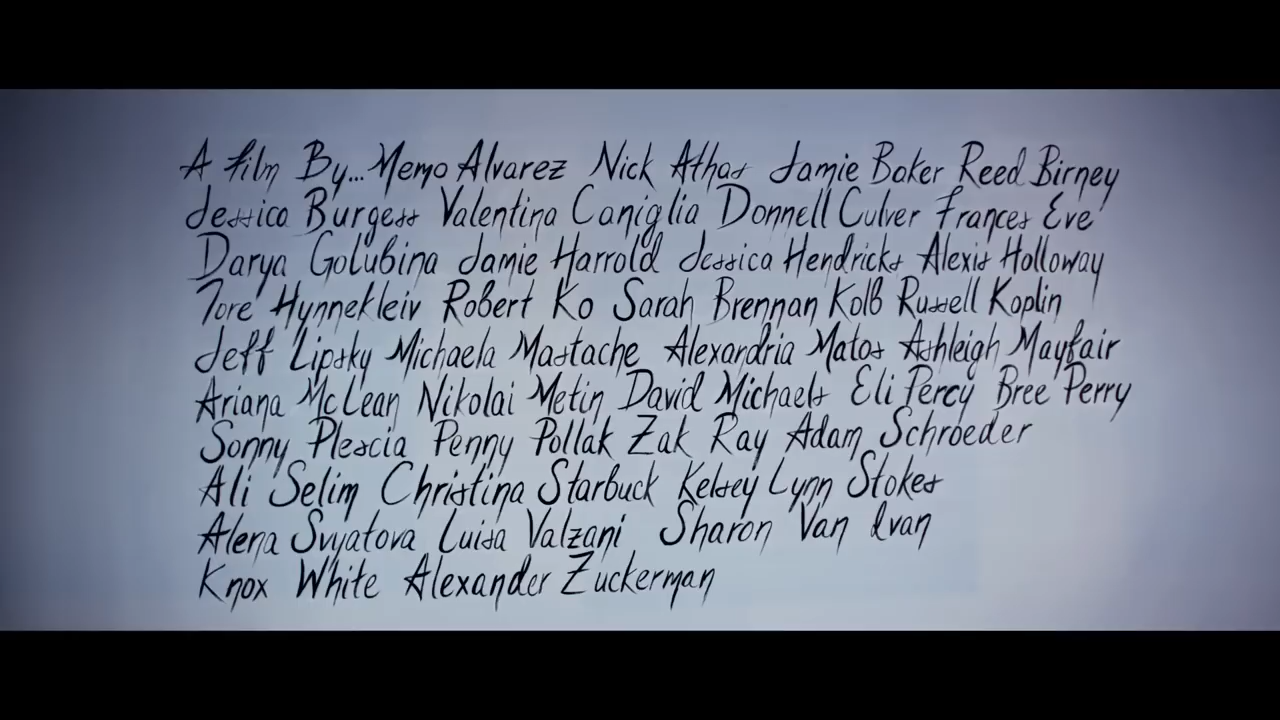 A Film By...Memo Alvarez Nick Athas Jamie Baker Reed Birney
Jessica Burgess Valentina Caniglia Donnell Culver Frances Eve
Darya Golubina Jamie Harrold Jessica Hendricks Alexis Holloway
Tore Hynnekleiv Robert Ko Sarah Brennan Kolb Russell Koplin
Jeff Lipsky Michaela Mastache Alexandria Matos Ashleigh Mayfair
Ariana McLean Nikolai Metin David Michaels Eli Percy Bree Perry
Sonny Plescia Penny Pollak Zak Ray Adam Schroeder
Ali Selim Christina Starbuck Kelsey Lynn Stokes
Alena Svyatova Luisa Valzani Sharon Van Ivan
Knox White Alexander Zuckerman